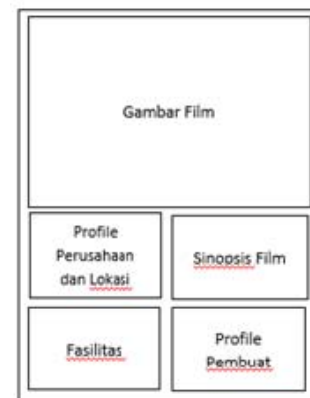 Gambar Film
Profile
Perusahaan
dan Lokasi
Sinopsis Film
Fasilitas
Profile
Pembuat